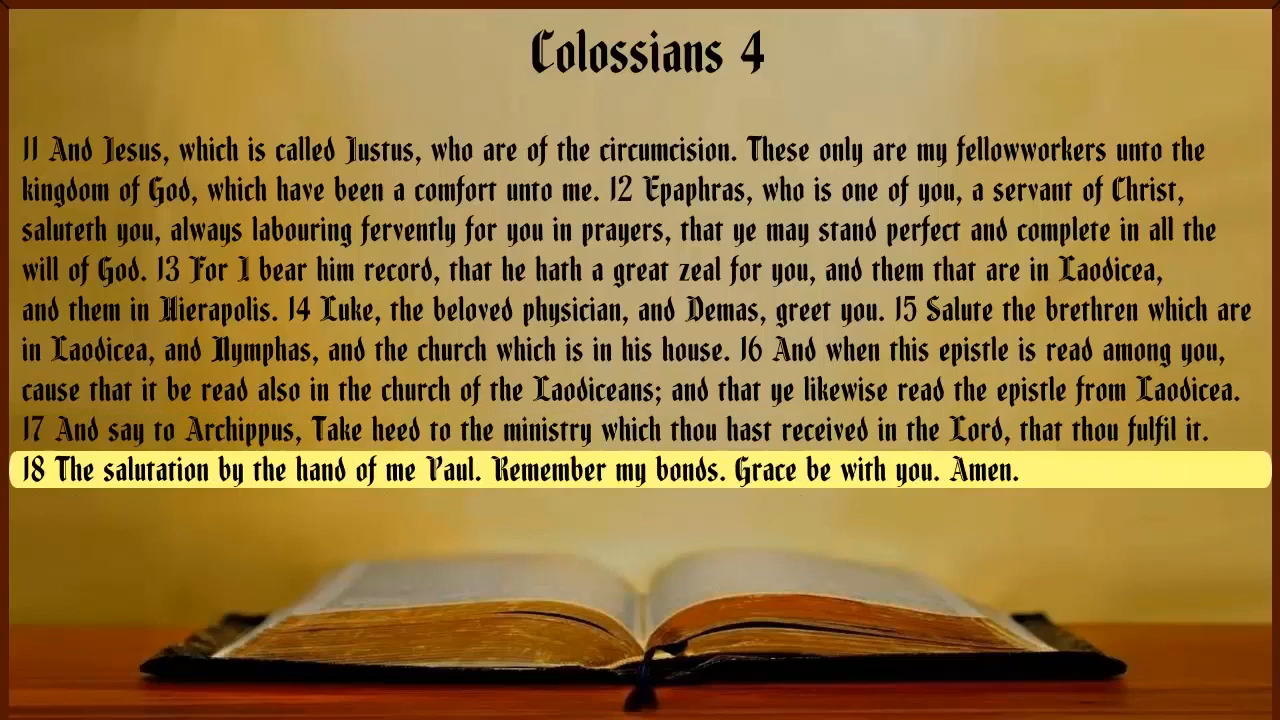 Colossians 4
11 And Jesus, which is called Justus, who are of the circumcision. These only are my fellowworkers unto the
kingdom of God, which have been a comfort unto me. 12 Epaphras, who is one of you, a servant of Christ,
saluteth you, always labouring fervently for you in prayers, that ye may stand perfect and complete in all the
will of God. 13 For I bear him record, that he hath a great zeal for you, and them that are in Laodicea,
and them in Hierapolis. 14 Luke, the beloved physician, and Demas, greet you. 15 Salute the brethren which are
in Laodicea, and Nymphas, and the church which is in his house. 16 And when this epistle is read among you,
cause that it be read also in the church of the Laodiceans; and that ye likewise read the epistle from Laodicea.
17 And say to Archippus, Take heed to the ministry which thou hast received in the Lord, that thou fulfil it.
18 The salutation by the hand of me Paul. Remember my bonds. Grace be with you. Amen.